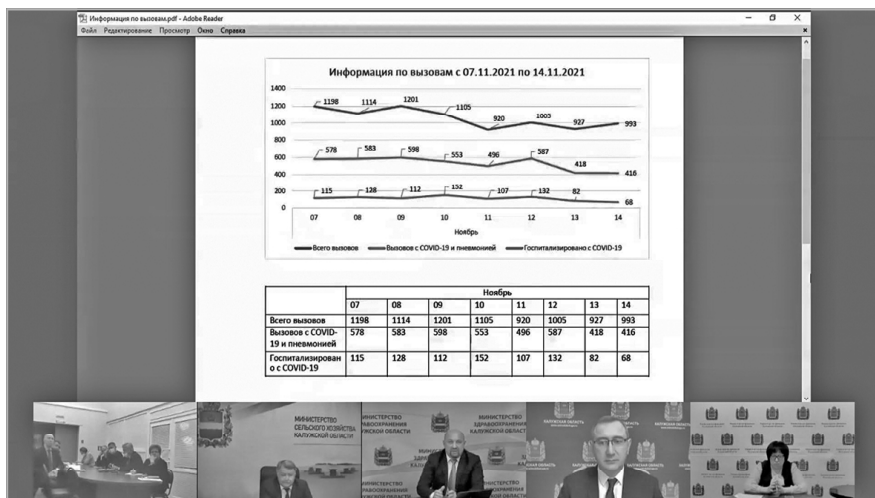 Информация по вызовам.pdf - Adobe Reader
Файл Редактирование Просмотр Окно Справка
Информация по вызовам с 07.11.2021 по 14.11.2021
1400
1200
1000
800
600
400
200
0
1198 1114 1201 1105 920 1005 927 993
578 583 598 553 496 587 418 416
115 128 112 152 107 132 82 68
07 08 09 10 11 12 13 14
Ноябрь
Всего вызовов Вызовов с COVID-19 и пневмонией Госпитализировано с COVID-19
Ноябрь
07 08 09 10 11 12 13 14
Всего вызовов 1198 1114 1201 1105 920 1005 927 993
Вызовов с COVID- 578 583 598 553 496 587 418 416
19 и пневмонией
Госпитализирован 115 128 112 152 107 132 82 68
о с COVID-19
МИНИСТЕРСТВО
СЕЛЬСКОГО ХОЗЯЙСТВА
КАЛУЖСКОЙ ОБЛАСТИ
МИНИСТЕРСТВО
КАЛУЖСКАЯ ОБЛАСТЬ